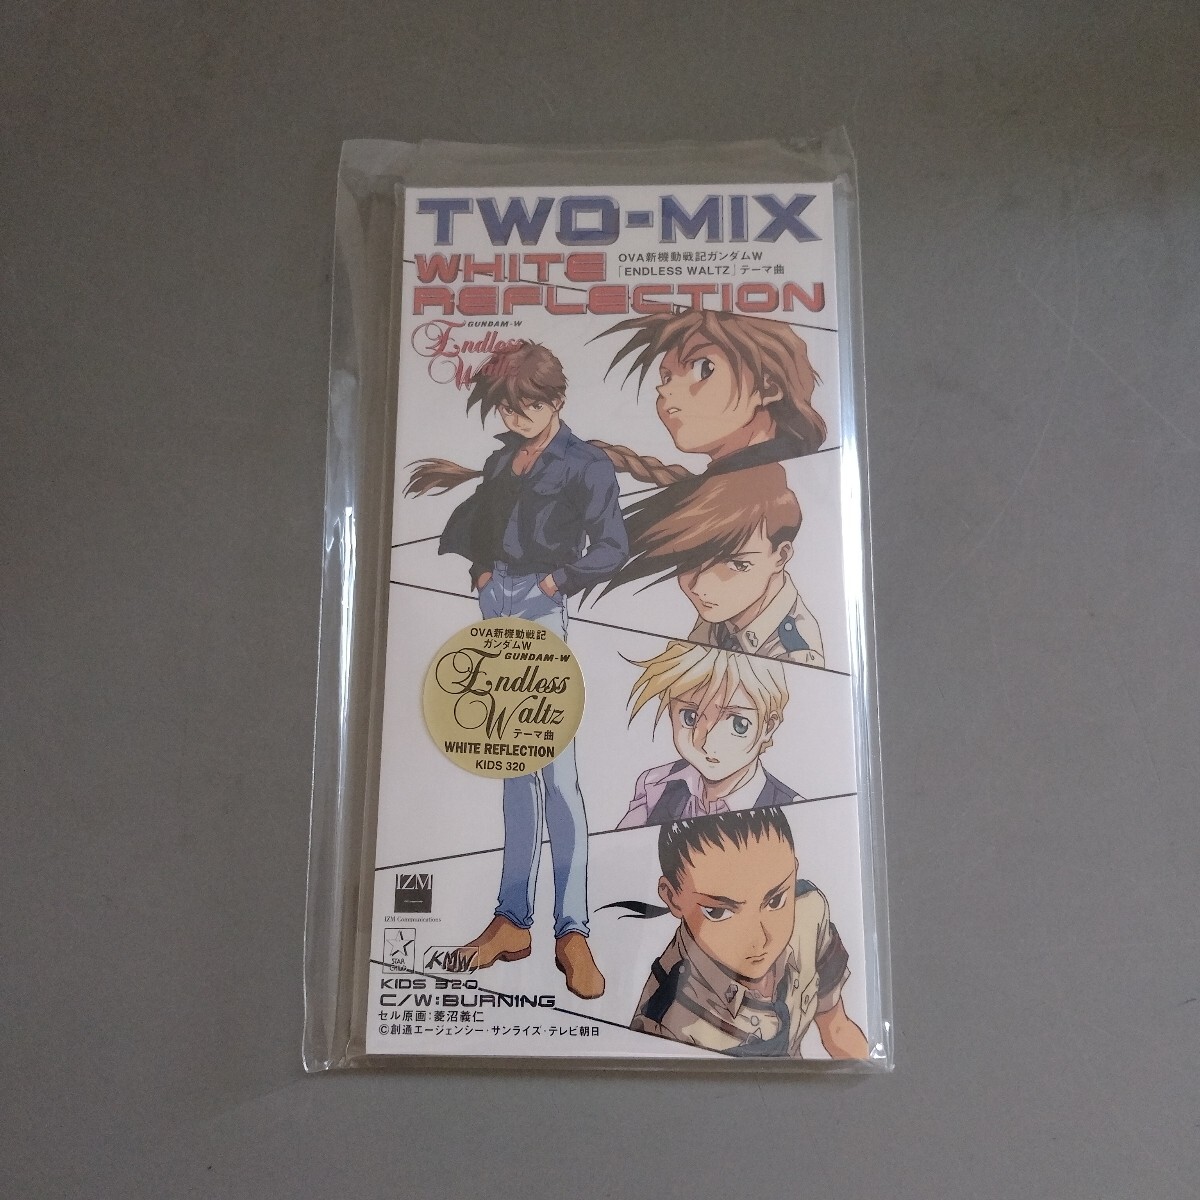 TWO-MIX
WHITE
OVA新機動戦記ガンダムW
「ENDLESS WALTZ」テーマ曲
REFLECTION
GUNDAM-W
Endless
Waltz
OVA新機動戦記
ガンダムW
GUNDAM-W
Endless
Waltz
テーマ曲
WHITE REFLECTION
KIDS 320
IZM
IZM Communications
STAR
CHILD
KMW
KIDS 320
C/W:BURNING
セル原画:菱沼義仁
©創通エージェンシー・サンライズ・テレビ朝日